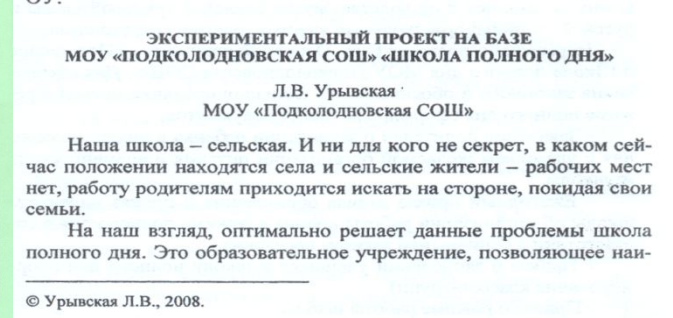 ЭКСПЕРИМЕНТАЛЬНЫЙ ПРОЕКТ НА БАЗЕ
МОУ «ПОДКОЛОДНОВСКАЯ СОШ» «ШКОЛА ПОЛНОГО ДНЯ»
Л.В. Урывская
МОУ «Подколодновская СОШ»
Наша школа – сельская. И ни для кого не секрет, в каком сей-
час положении находятся села и сельские жители – рабочих мест
нет, работу родителям приходится искать на стороне, покидая свои
семьи.
На наш взгляд, оптимально решает данные проблемы школа
полного дня. Это образовательное учреждение, позволяющее наи-
© Урывская Л.В., 2008.